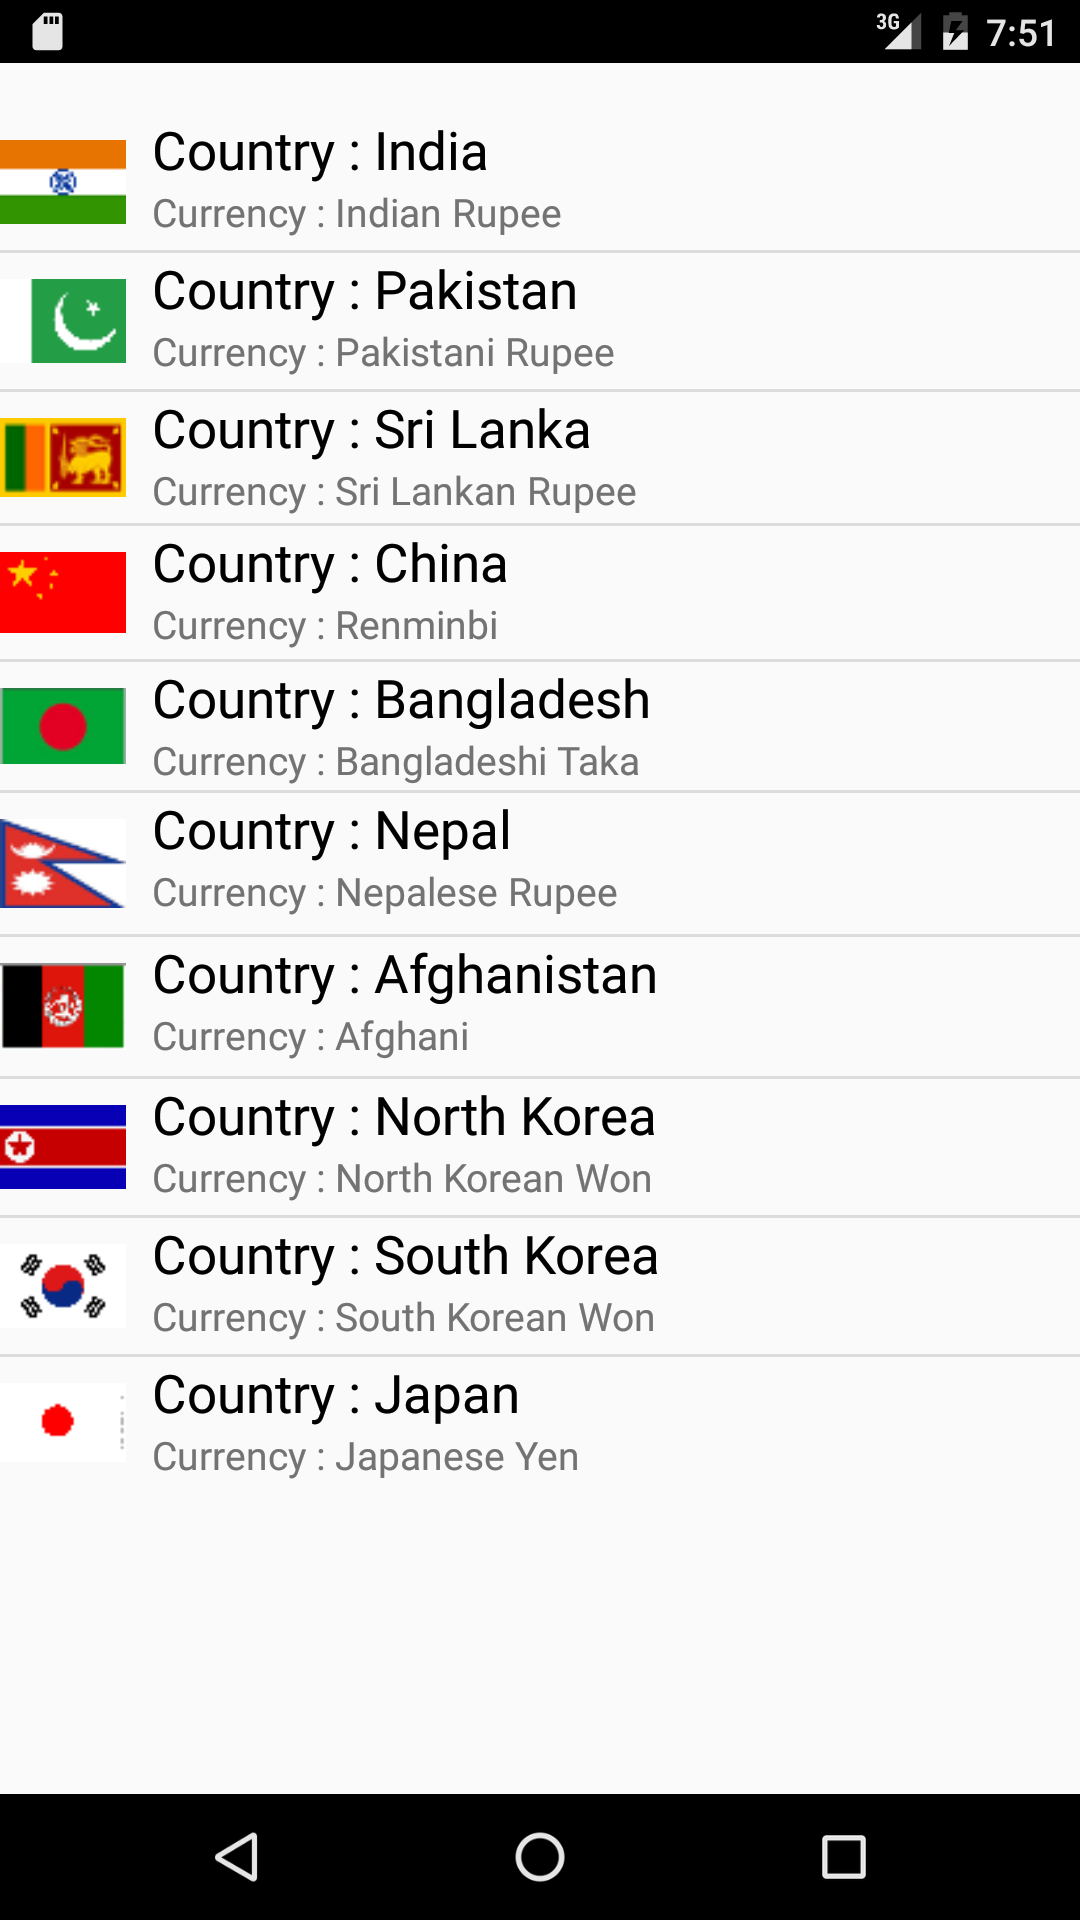 3G 7:51
Country : India
Currency : Indian Rupee
Country : Pakistan
Currency : Pakistani Rupee
Country : Sri Lanka
Currency : Sri Lankan Rupee
Country : China
Currency : Renminbi
Country : Bangladesh
Currency : Bangladeshi Taka
Country : Nepal
Currency : Nepalese Rupee
Country : Afghanistan
Currency : Afghani
Country : North Korea
Currency : North Korean Won
Country : South Korea
Currency : South Korean Won
Country : Japan
Currency : Japanese Yen